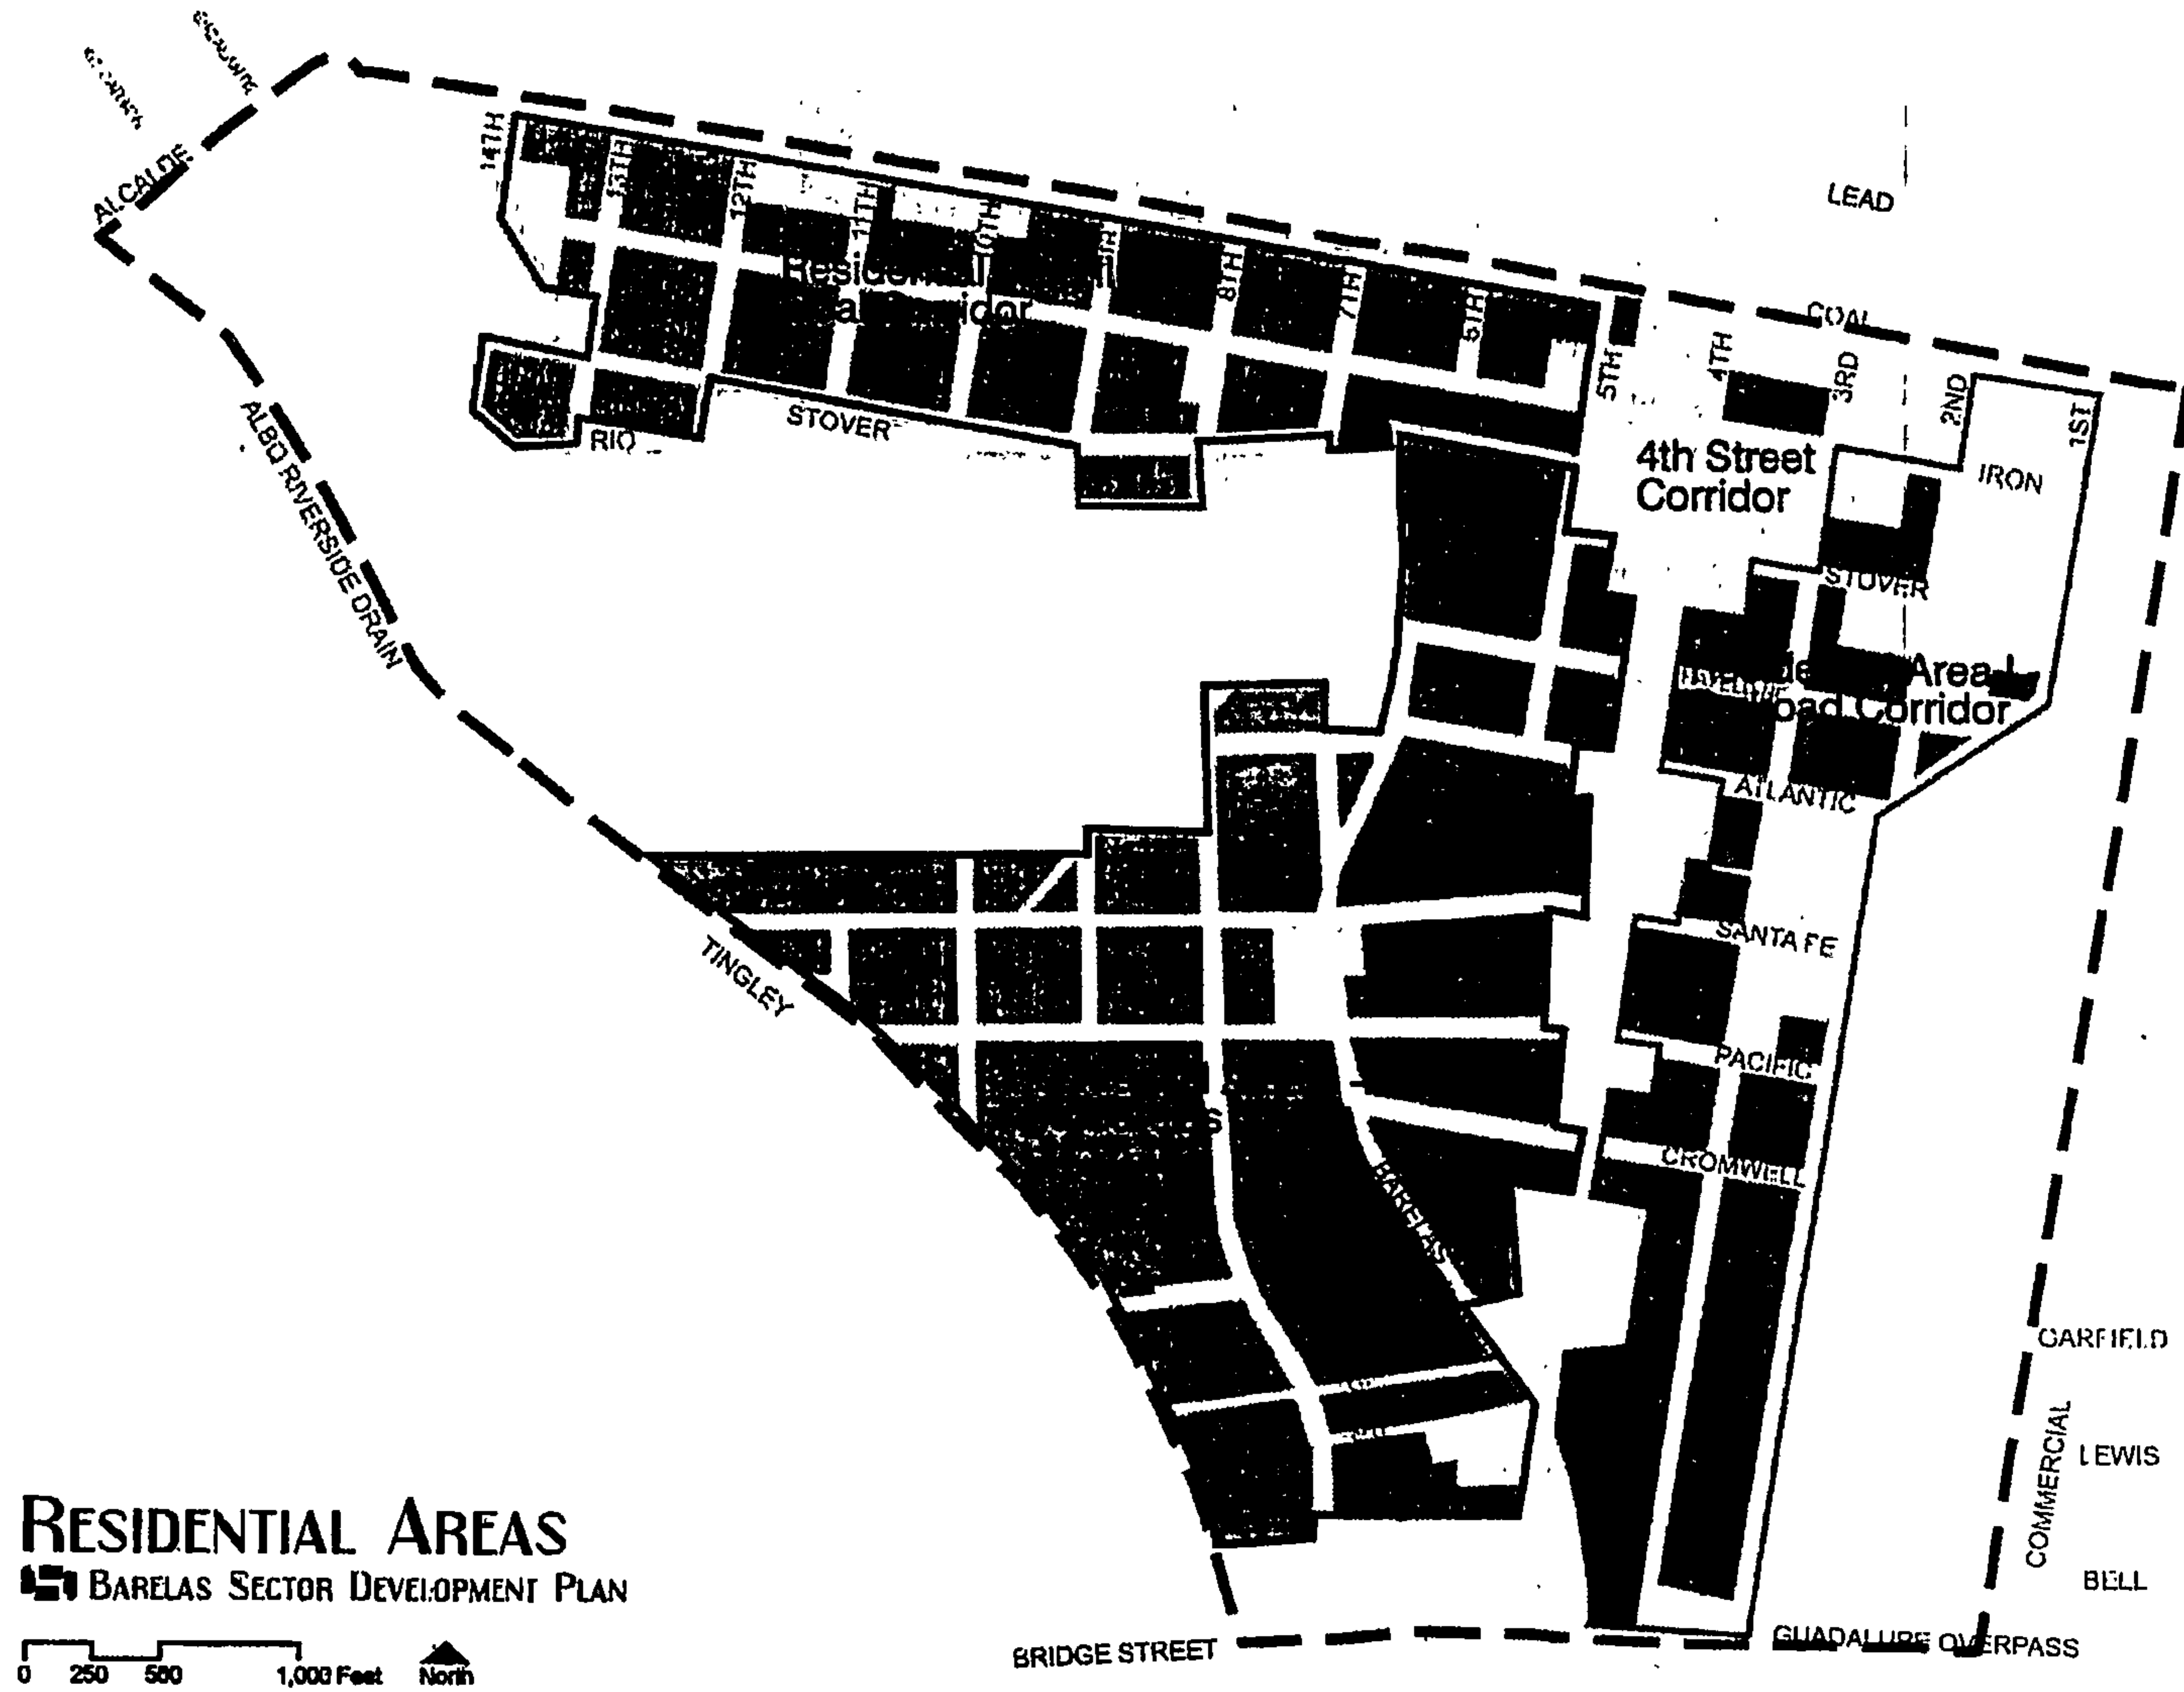 ALCALDE
14TH
13TH
12TH
11TH
8TH
7TH
6TH
5TH
4TH
3RD
2ND
1ST
LEAD
COAL
IRON
4th Street
Corridor
STOVER
RIO
STOVER
ALBQ RIVERSIDE DRAIN
Area
Corridor
ATLANTIC
SANTA FE
TINGLEY
PACIFIC
CROMWELL
BARELAS
GARFIELD
COMMERCIAL
LEWIS
BELL
RESIDENTIAL AREAS
BARELAS SECTOR DEVELOPMENT PLAN
0 250 500 1,000 Feet
North
BRIDGE STREET
GUADALUPE OVERPASS